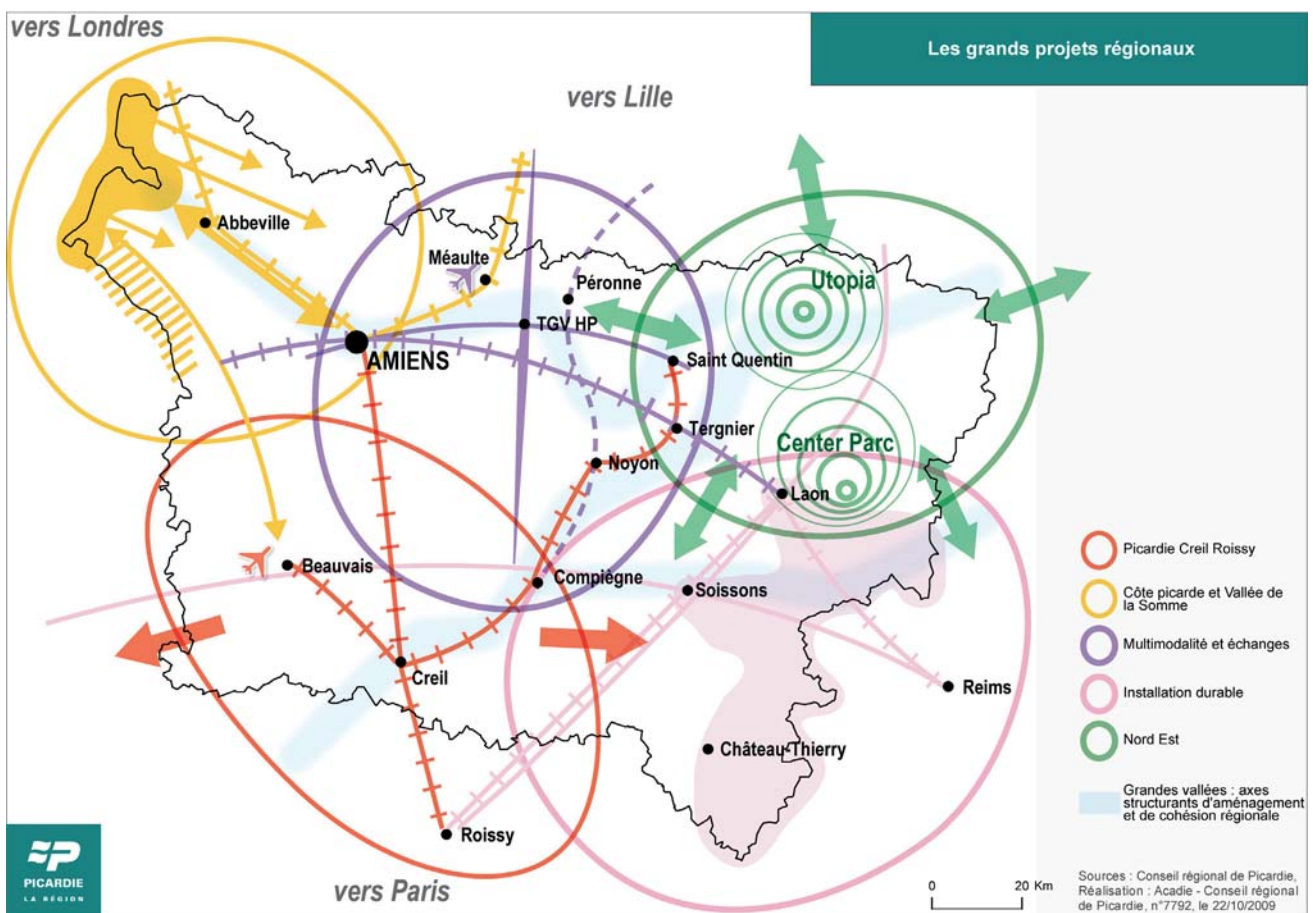 vers Londres
Les grands projets régionaux
vers Lille
Abbeville
Méaulte
Péronne
Utopia
TGV HP
AMIENS
Saint Quentin
Tergnier
Center Parc
Noyon
Laon
Beauvais
Compiègne
Soissons
Creil
Reims
Château-Thierry
Roissy
vers Paris
Picardie Creil Roissy
Côte picarde et Vallée de
la Somme
Multimodalité et échanges
Installation durable
Nord Est
Grandes vallées : axes
structurants d'aménagement
et de cohésion régionale
0 20 Km
Sources : Conseil régional de Picardie,
Réalisation : Acadie - Conseil régional
de Picardie, n°7792, le 22/10/2009
PICARDIE
LA RÉGION